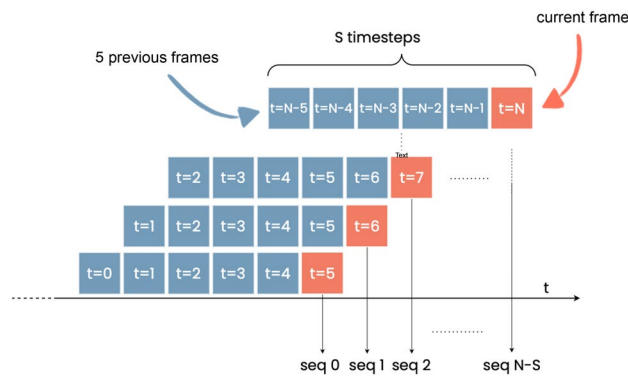 current frame
S timesteps
5 previous frames
t=N-5 t=N-4 t=N-3 t=N-2 t=N-1 t=N
Text
t=2 t=3 t=4 t=5 t=6 t=7
t=1 t=2 t=3 t=4 t=5 t=6
t=0 t=1 t=2 t=3 t=4 t=5
t
seq 0 seq 1 seq 2 seq N-S